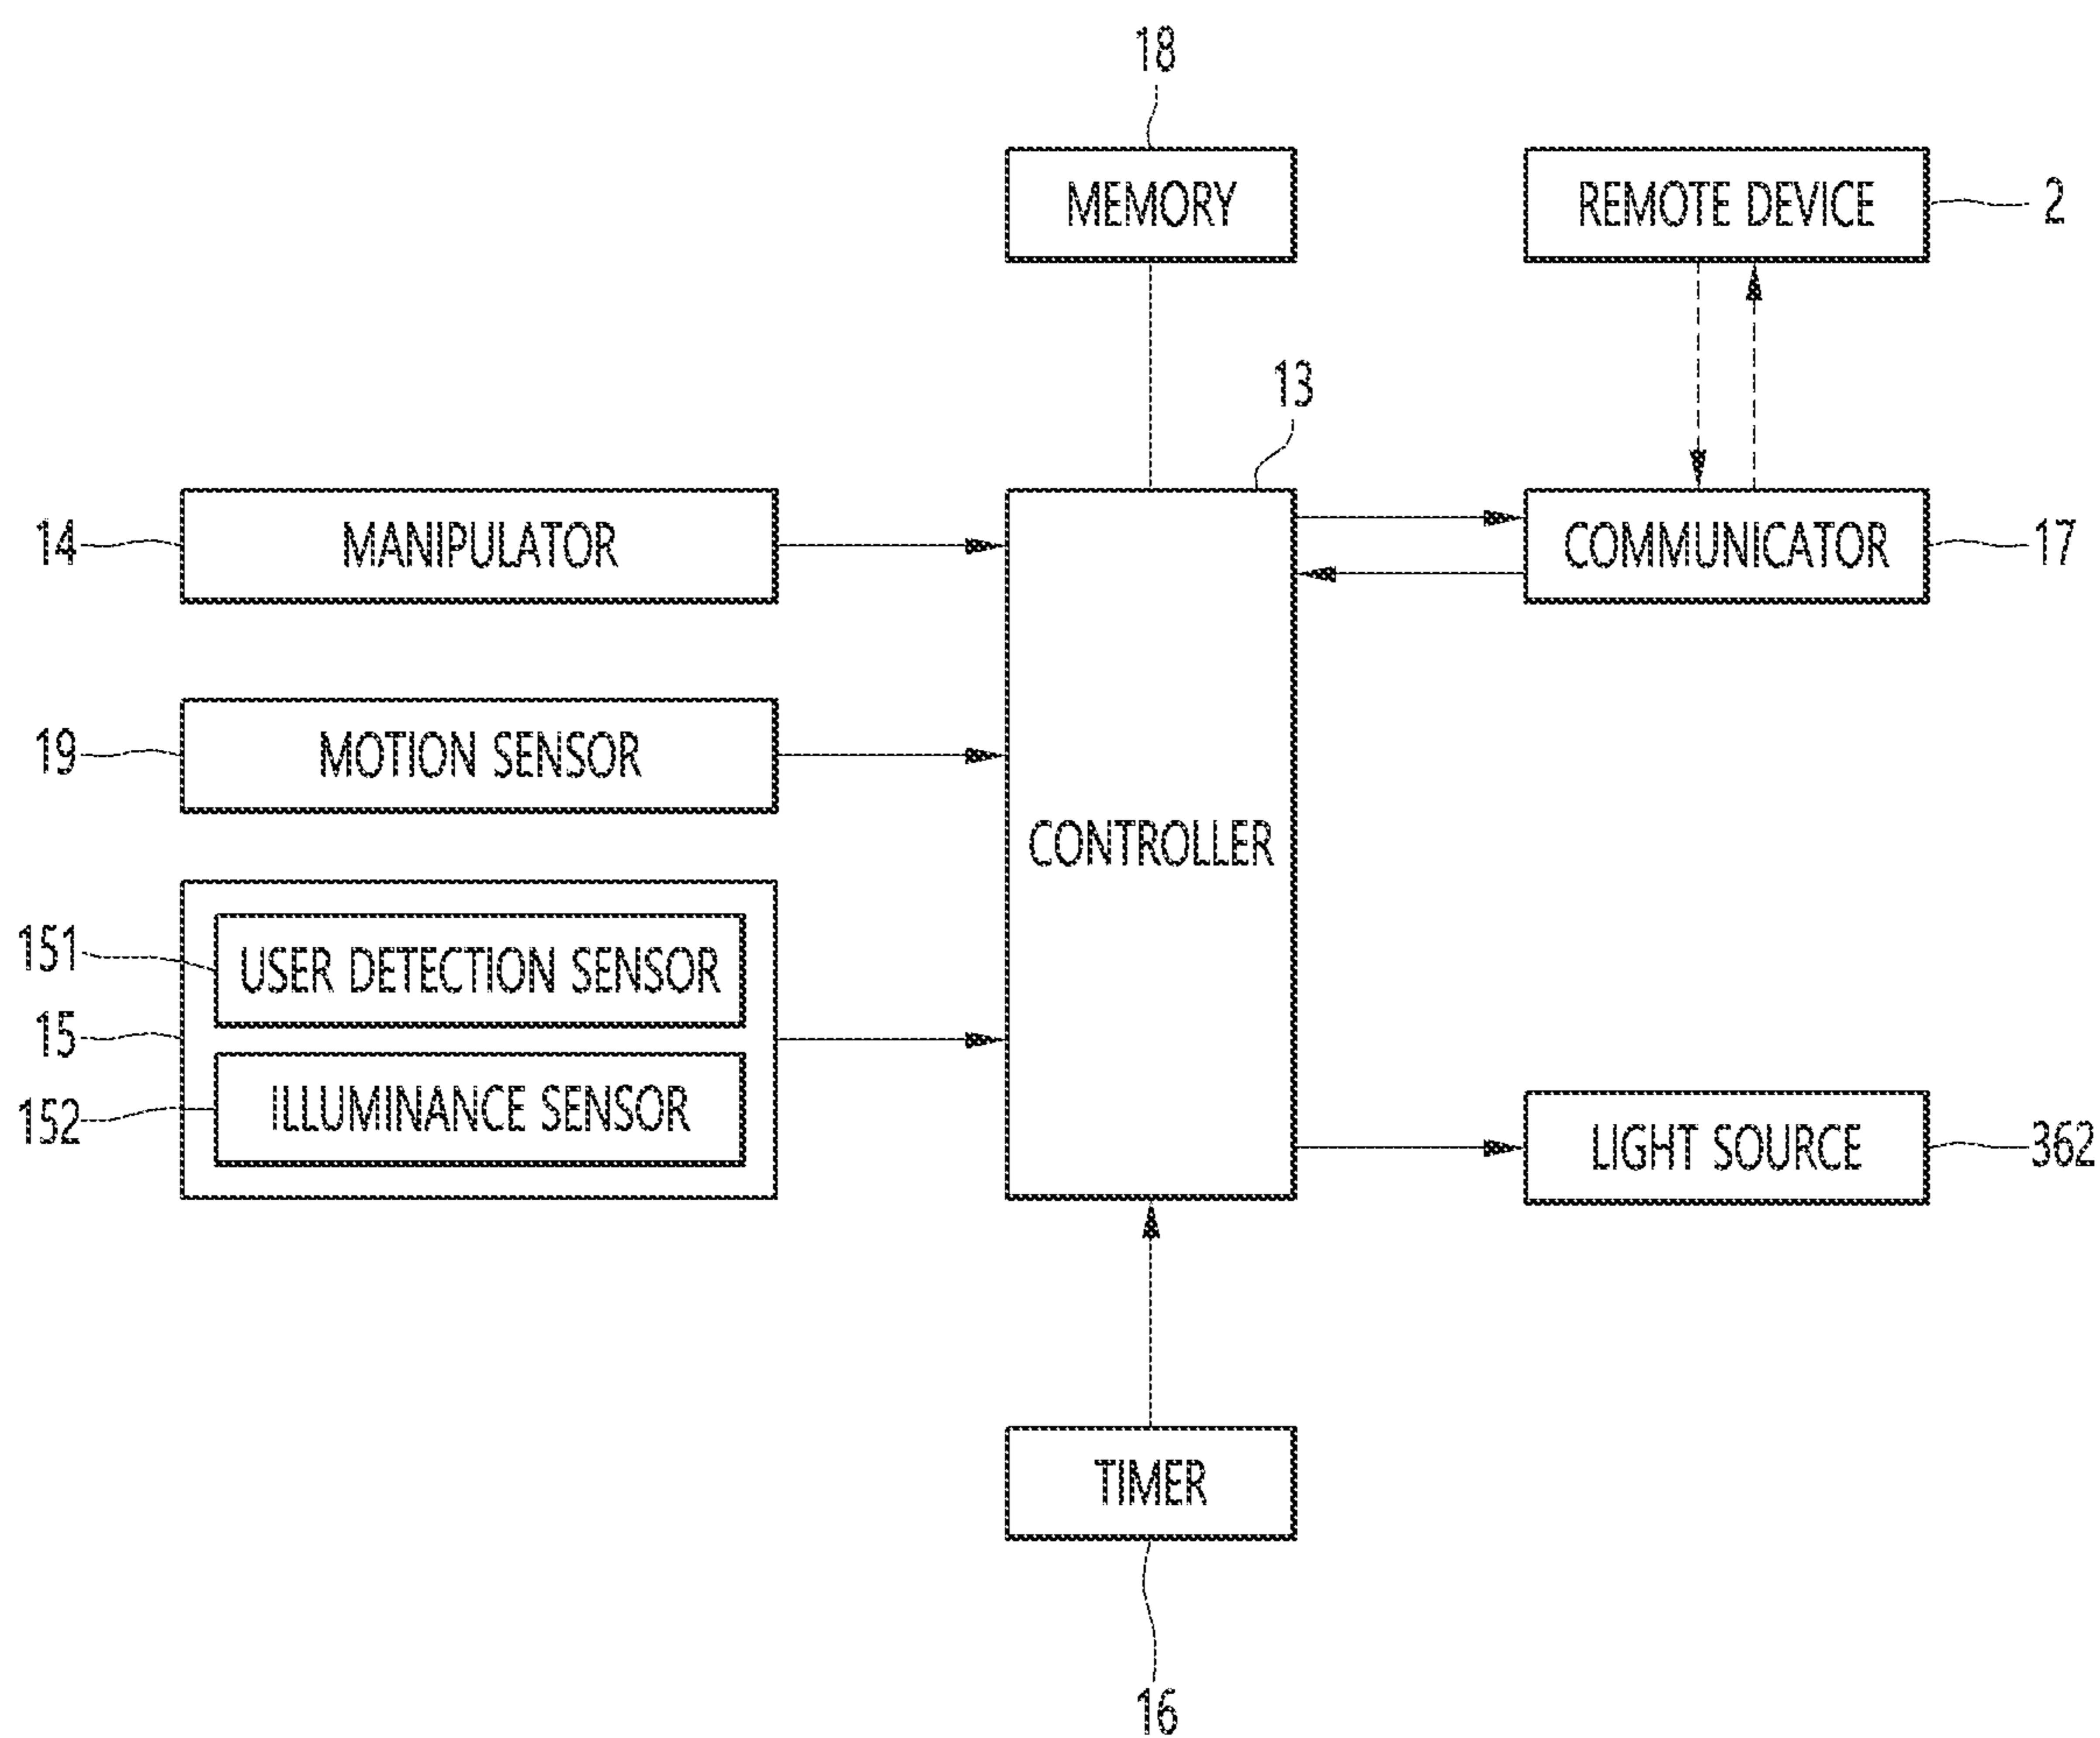 18
MEMORY
REMOTE DEVICE
2
13
14
MANIPULATOR
COMMUNICATOR
17
19
MOTION SENSOR
CONTROLLER
151
USER DETECTION SENSOR
15
152
ILLUMINANCE SENSOR
LIGHT SOURCE
362
TIMER
16